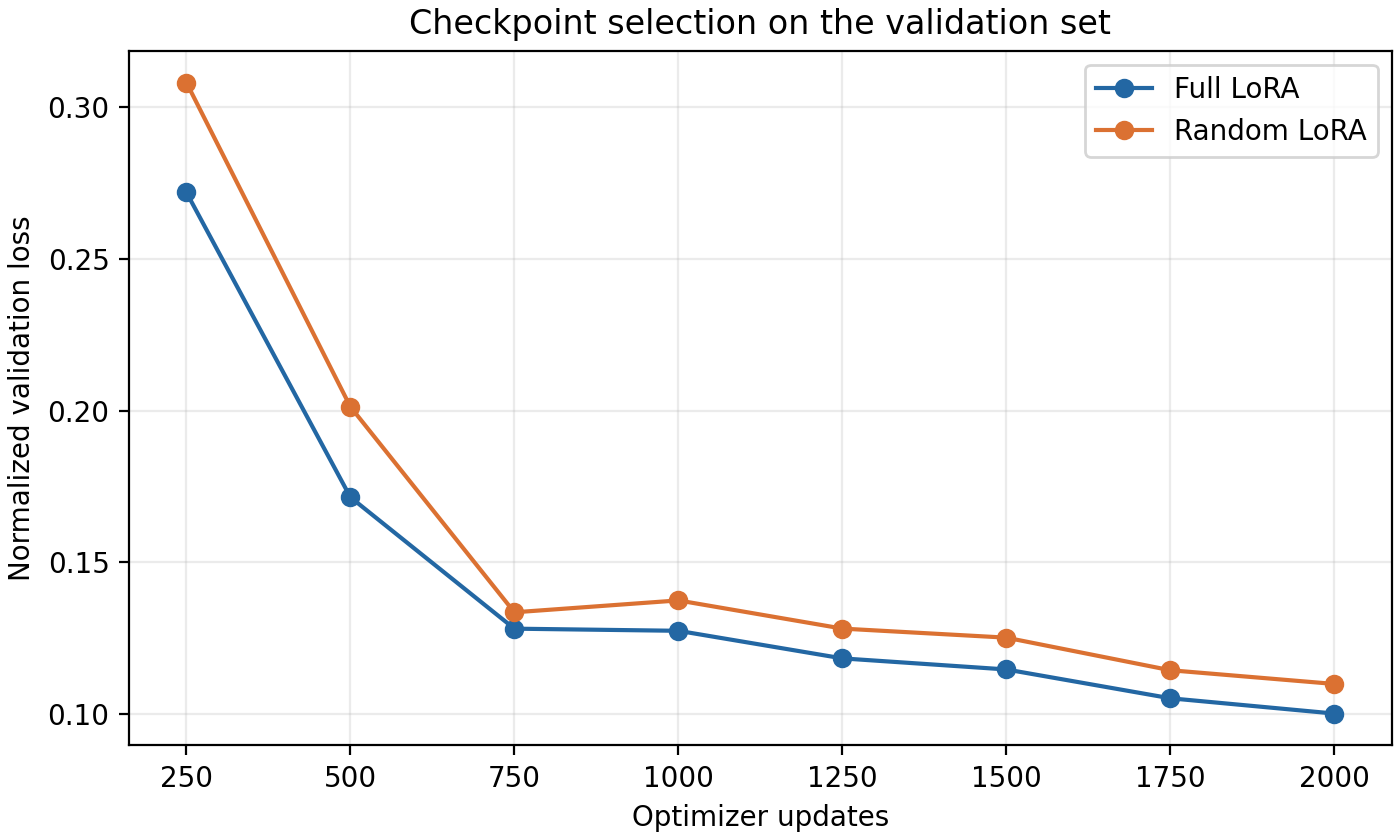 Checkpoint selection on the validation set
Full LoRA
Random LoRA
Normalized validation loss
0.30
0.25
0.20
0.15
0.10
250 500 750 1000 1250 1500 1750 2000
Optimizer updates